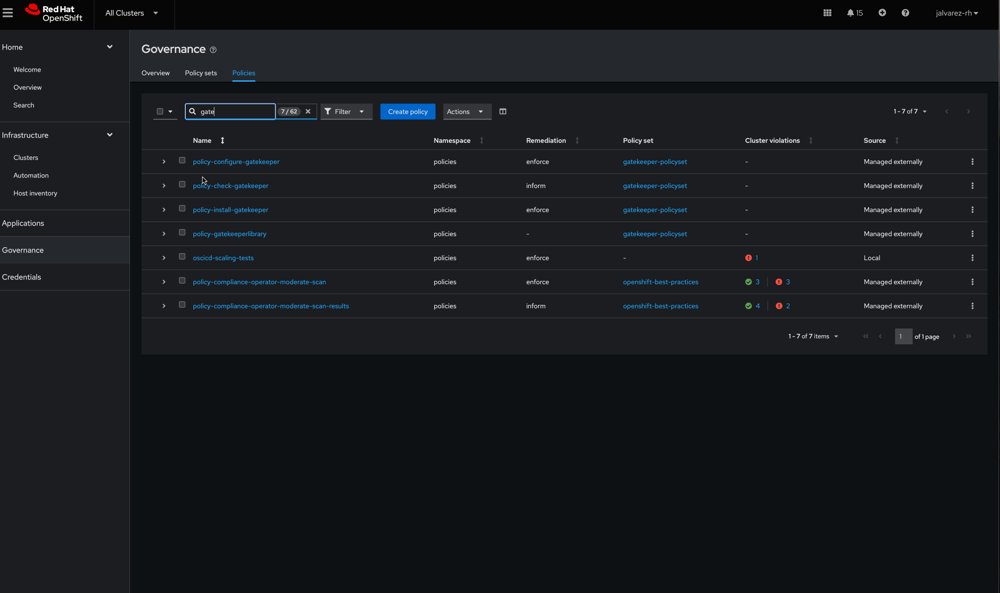 Red Hat
OpenShift
All Clusters
15
jalvarez-rh
Home
Welcome
Overview
Search
Infrastructure
Clusters
Automation
Host inventory
Applications
Governance
Credentials
Governance
Overview Policy sets Policies
gate 7 / 62 Filter Create policy Actions 1 - 7 of 7
Name Namespace Remediation Policy set Cluster violations Source
policy-configure-gatekeeper policies enforce gatekeeper-policyset - Managed externally
policy-check-gatekeeper policies inform gatekeeper-policyset - Managed externally
policy-install-gatekeeper policies enforce gatekeeper-policyset - Managed externally
policy-gatekeeperlibrary policies - gatekeeper-policyset - Managed externally
oscicd-scaling-tests policies enforce - 1 Local
policy-compliance-operator-moderate-scan policies enforce openshift-best-practices 3 3 Managed externally
policy-compliance-operator-moderate-scan-results policies inform openshift-best-practices 4 2 Managed externally
1 - 7 of 7 items 1 of 1 page